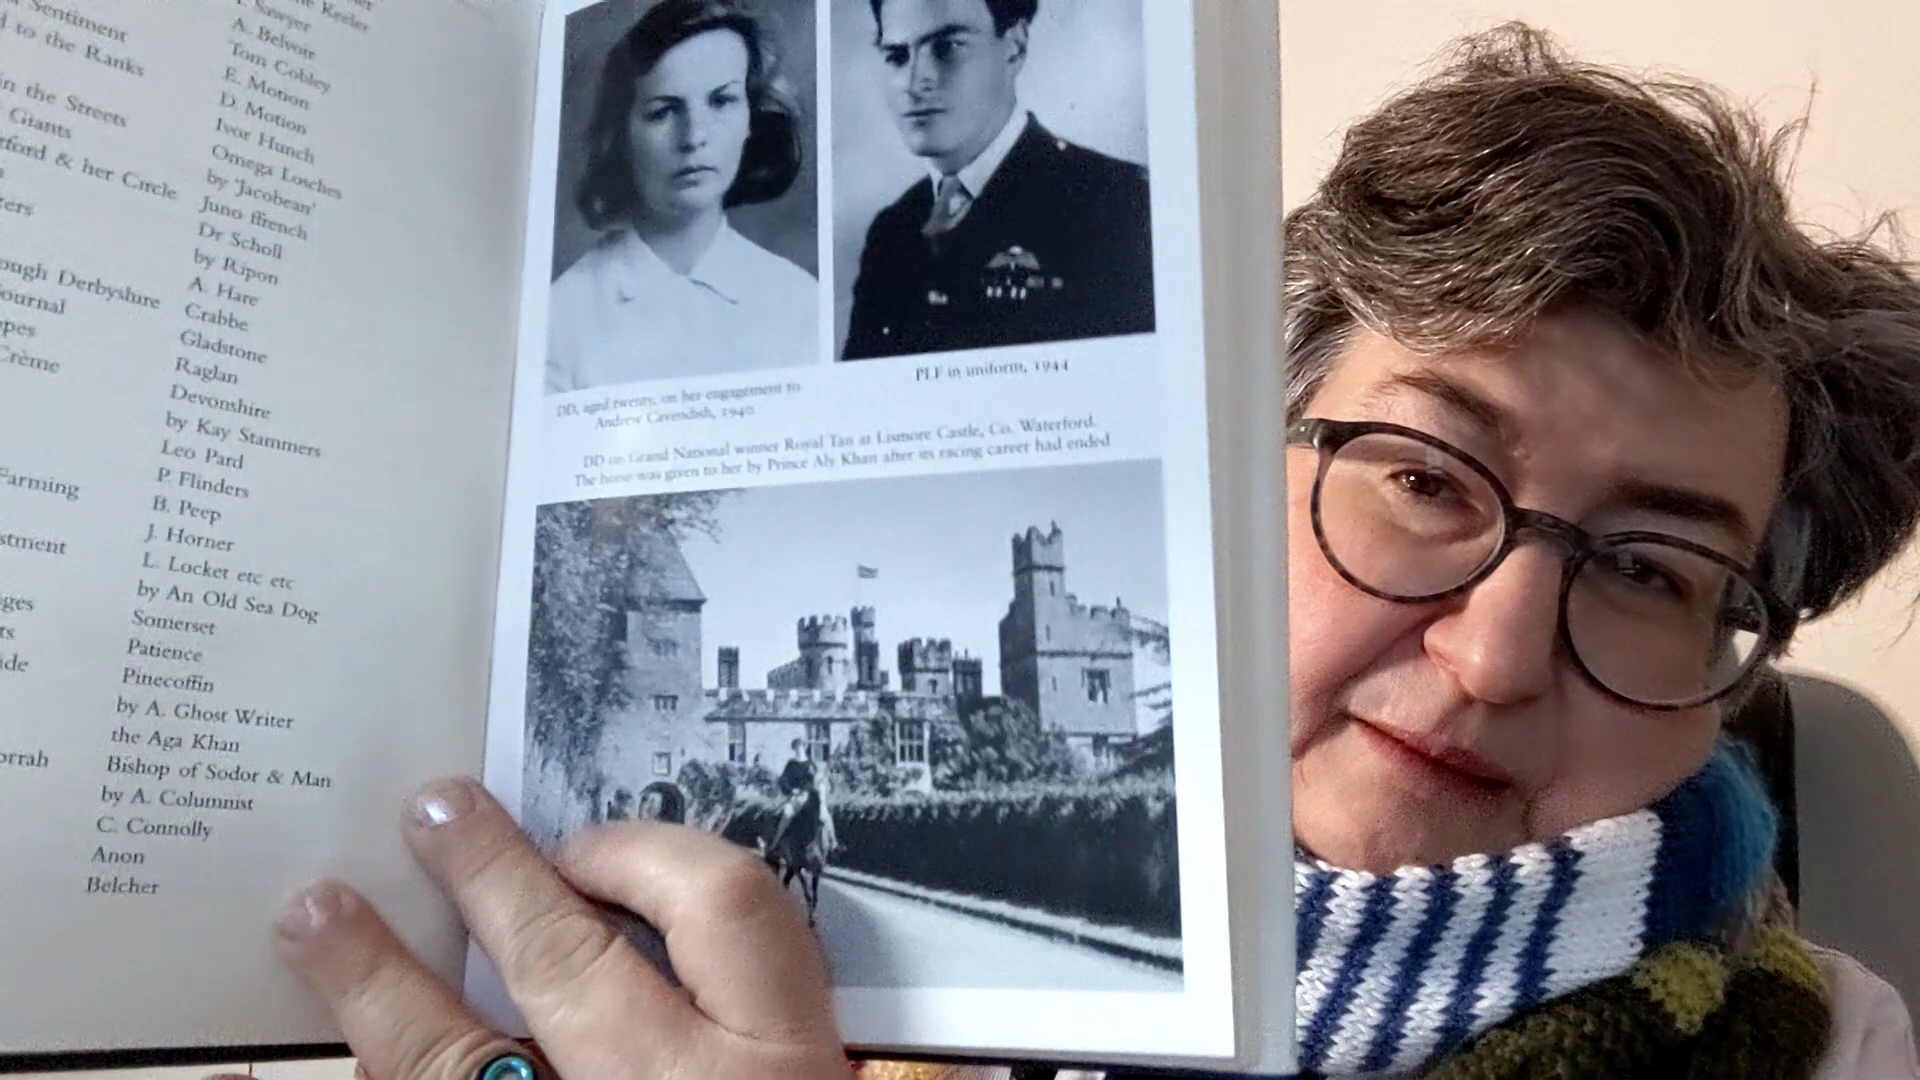 Sentiment
d to the Ranks
in the Streets
Giants
tford & her Circle
ough Derbyshire
ournal
pes
Crème
Farming
stment
ges
ts
ide
orrah
ne Keeler
Sawyer
A. Belvoir
Tom Cobley
E. Motion
D. Motion
Ivor Hunch
Omega Losches
by 'Jacobean'
Juno ffrench
Dr Scholl
by Ripon
A. Hare
Crabbe
Gladstone
Raglan
Devonshire
by Kay Stammers
Leo Pard
P. Flinders
B. Peep
J. Horner
L. Locket etc etc
by An Old Sea Dog
Somerset
Patience
Pinecoffin
by A. Ghost Writer
the Aga Khan
Bishop of Sodor & Man
by A. Columnist
C. Connolly
Anon
Belcher
DD, aged twenty, on her engagement to
Andrew Cavendish, 1940
PLF in uniform, 1944
DD on Grand National winner Royal Tan at Lismore Castle, Co. Waterford.
The horse was given to her by Prince Aly Khan after its racing career had ended